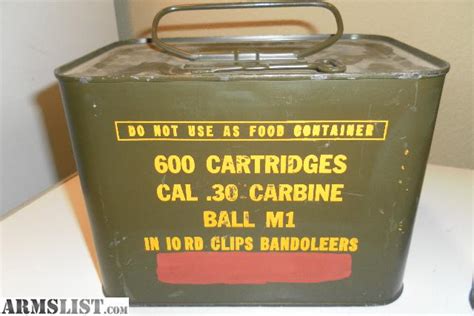 DO NOT USE AS FOOD CONTAINER
600 CARTRIDGES
CAL .30 CARBINE
BALL M1
IN 10 RD CLIPS BANDOLEERS
ARMSLIST.com